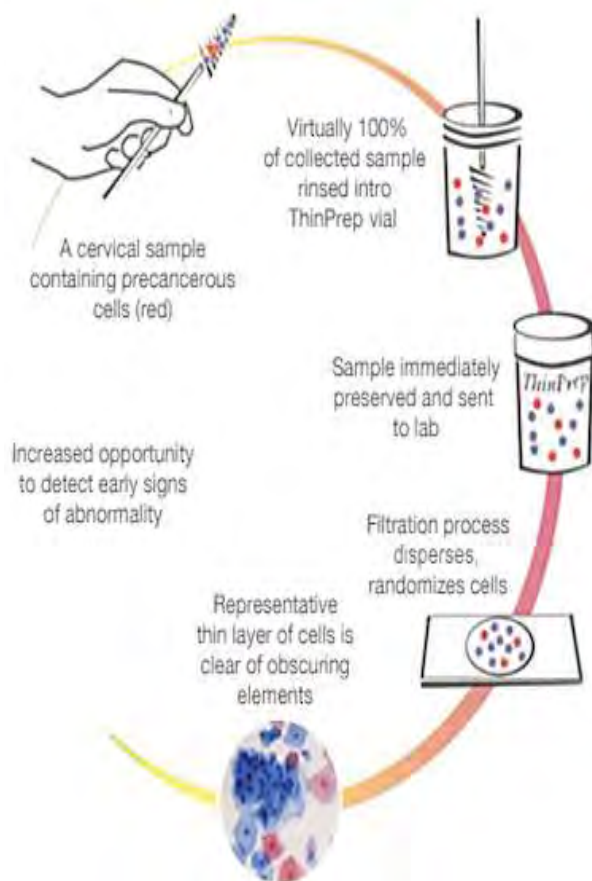 A cervical sample
containing precancerous
cells (red)
Virtually 100%
of collected sample
rinsed intro
ThinPrep vial
ThinPrep
Sample immediately
preserved and sent
to lab
Filtration process
disperses,
randomizes cells
Representative
thin layer of cells is
clear of obscuring
elements
Increased opportunity
to detect early signs
of abnormality